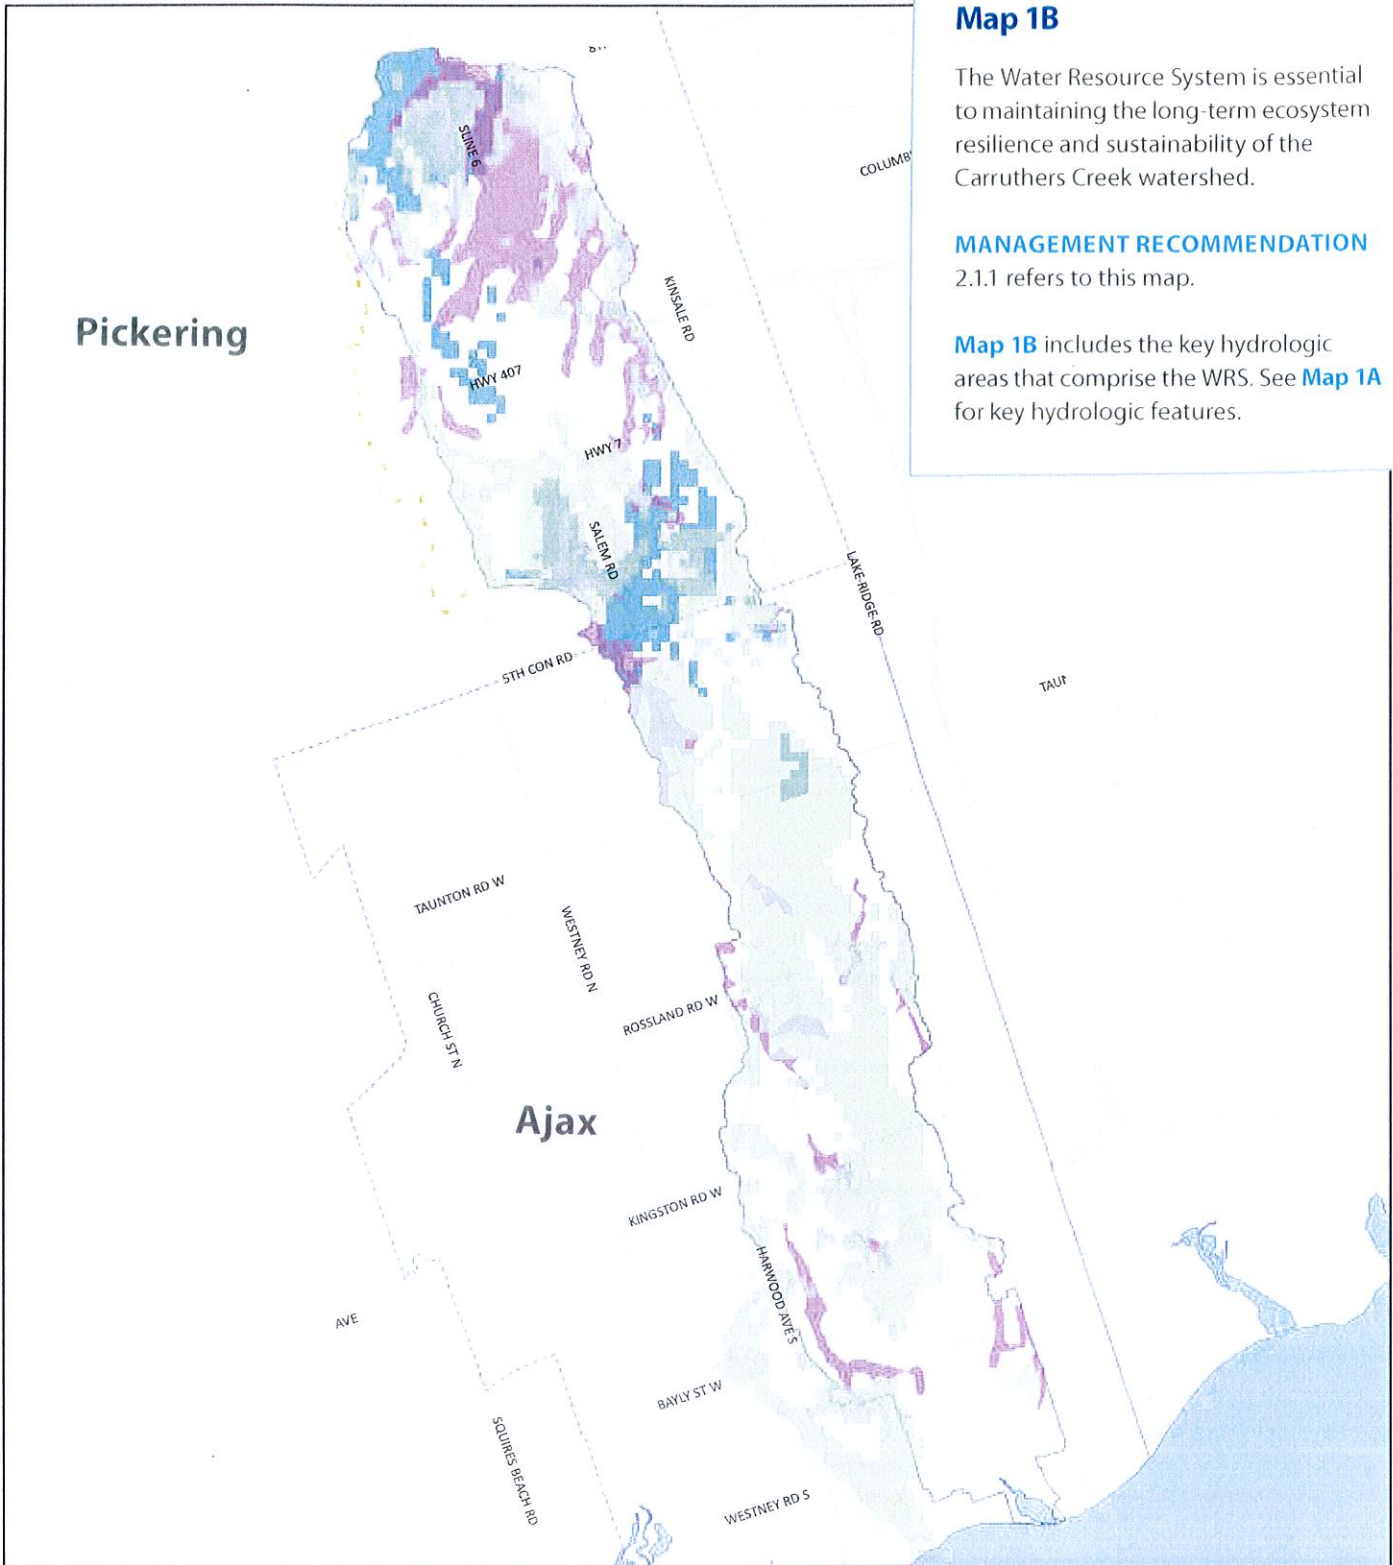 Map 1B
The Water Resource System is essential
to maintaining the long-term ecosystem
resilience and sustainability of the
Carruthers Creek watershed.
MANAGEMENT RECOMMENDATION
2.1.1 refers to this map.
Map 1B includes the key hydrologic
areas that comprise the WRS. See Map 1A
for key hydrologic features.
SLINE 6
COLUMB
KINSALE RD
Pickering
HWY 407
HWY 7
SALEM RD
LAKE RIDGE RD
5TH CON RD
TAUN
TAUNTON RD W
WESTNEY RD N
CHURCH ST N
ROSSLAND RD W
Ajax
KINGSTON RD W
HARWOOD AVE S
AVE
BAYLY ST W
SQUIRES BEACH RD
WESTNEY RD S